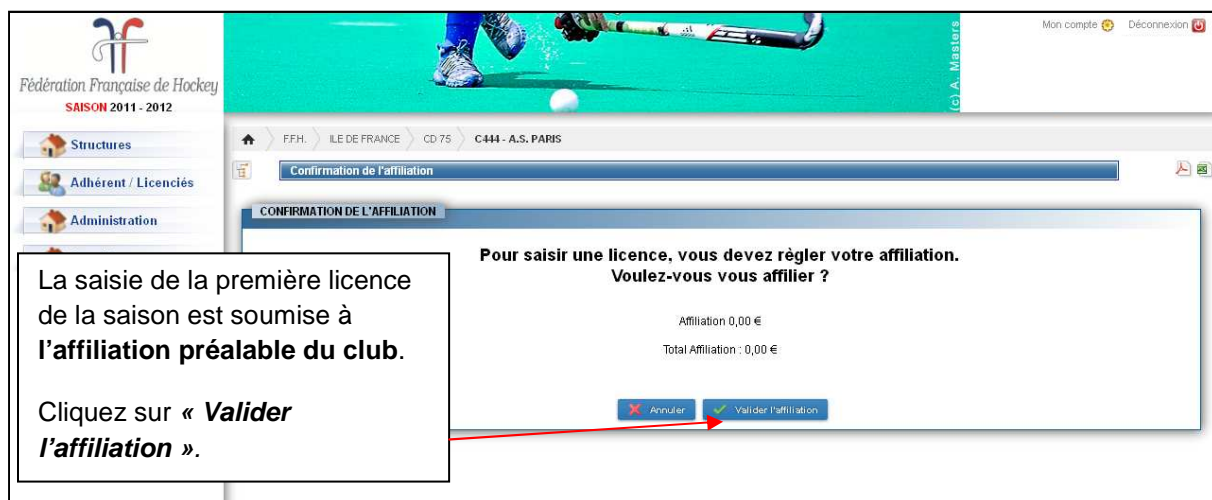 Fédération Française de Hockey
SAISON 2011 - 2012
(c) A. Masters
Mon compte
Déconnexion
Structures
Adhérent / Licenciés
Administration
F.F.H.
ILE DE FRANCE
CD 75
C444 - A.S. PARIS
Confirmation de l'affiliation
CONFIRMATION DE L'AFFILIATION
Pour saisir une licence, vous devez règler votre affiliation.
Voulez-vous vous affilier ?
Affiliation 0,00 €
Total Affiliation : 0,00 €
Annuler
Valider l'affiliation
La saisie de la première licence
de la saison est soumise à
l’affiliation préalable du club.
Cliquez sur « Valider
l’affiliation ».